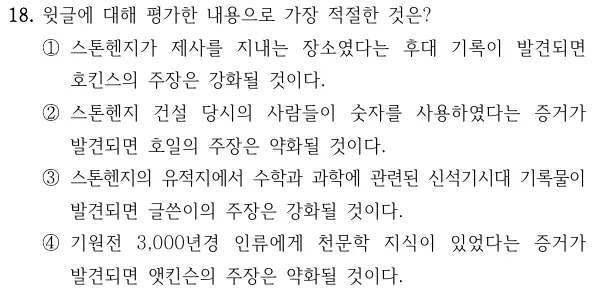 18. 윗글에 대해 평가한 내용으로 가장 적절한 것은?
① 스톤헨지가 제사를 지내는 장소였다는 후대 기록이 발견되면
호킨스의 주장은 강화될 것이다.
② 스톤헨지 건설 당시의 사람들이 숫자를 사용하였다는 증거가
발견되면 호일의 주장은 약화될 것이다.
③ 스톤헨지의 유적지에서 수학과 과학에 관련된 신석기시대 기록물이
발견되면 글쓴이의 주장은 강화될 것이다.
④ 기원전 3,000년경 인류에게 천문학 지식이 있었다는 증거가
발견되면 앳킨슨의 주장은 약화될 것이다.